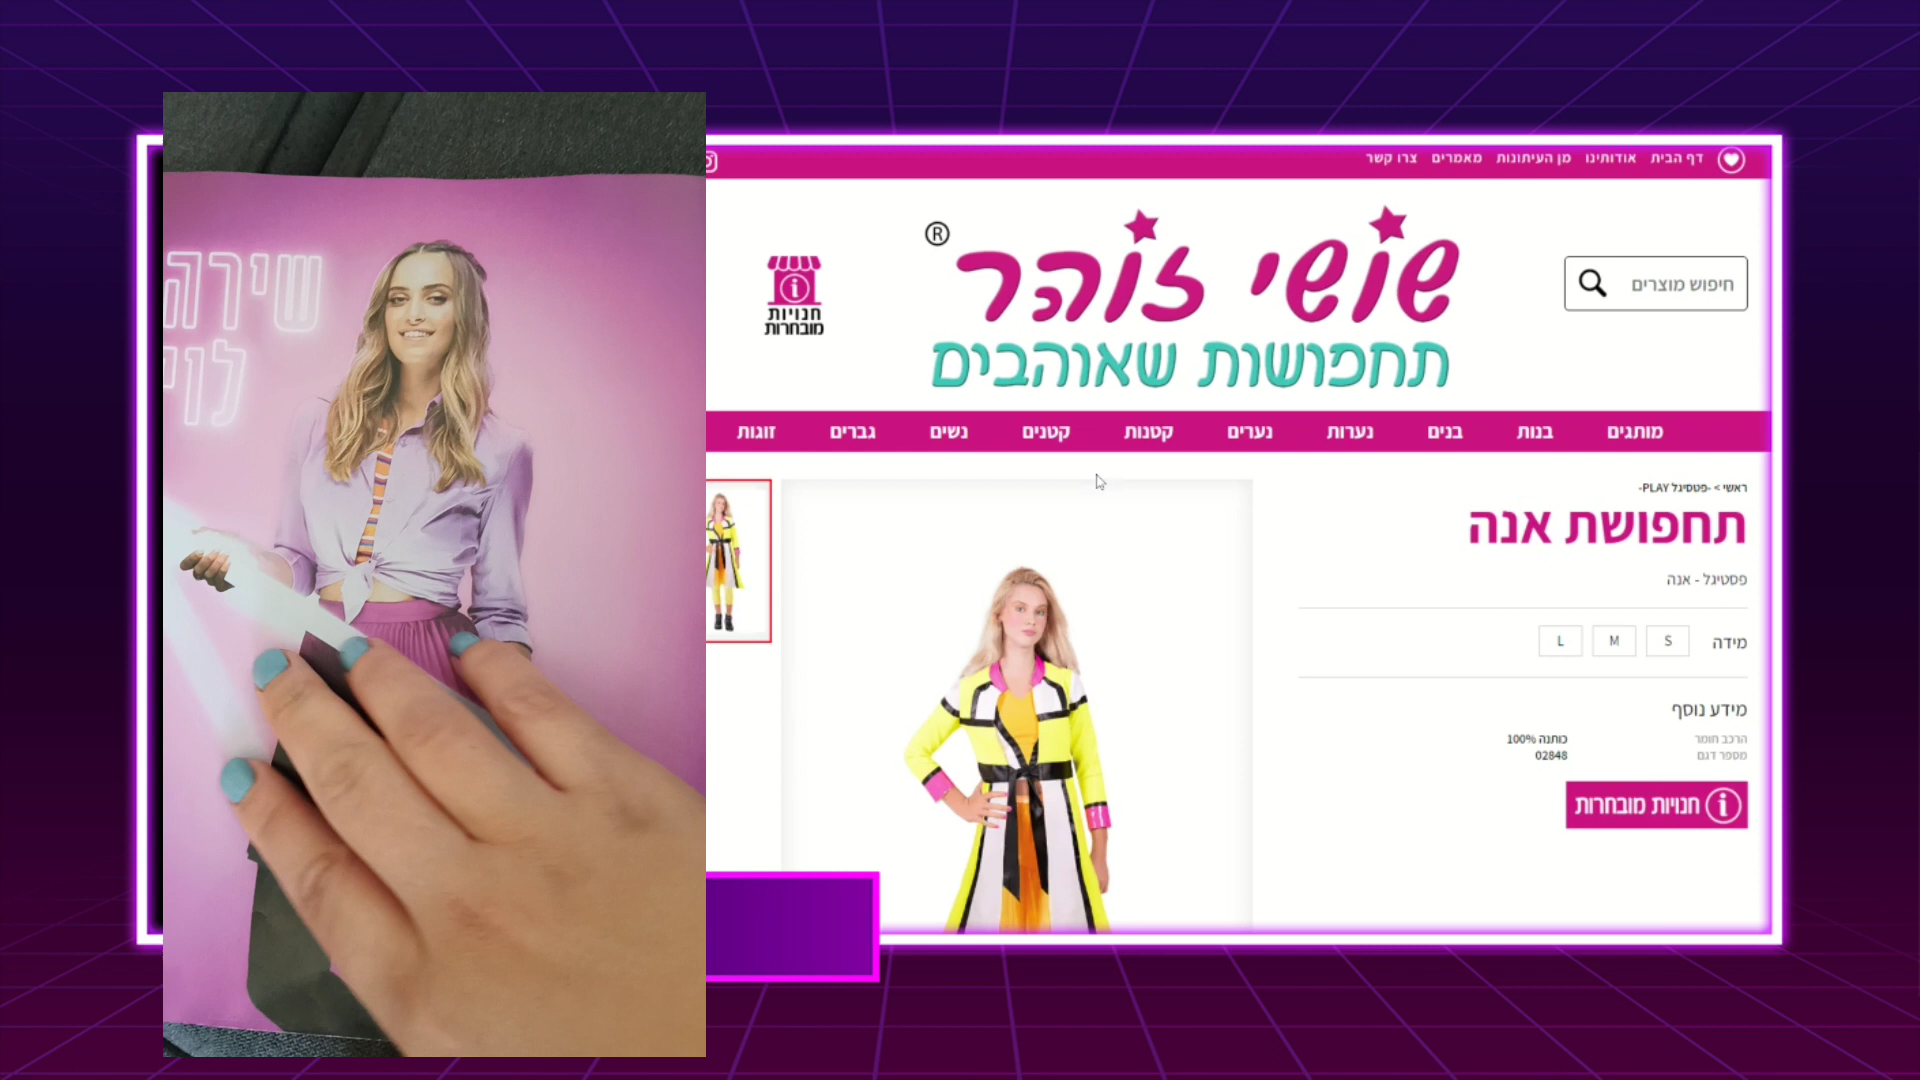 שירה
לוי
דף הבית אודותינו מן העיתונות מאמרים צרו קשר
®
שושי זוהר
תחפושות שאוהבים
חיפוש מוצרים
חנויות
מובחרות
מותגים בנות בנים נערות נערים קטנות קטנים נשים גברים זוגות
ראשי > -פסטיגל PLAY-
תחפושת אנה
פסטיגל - אנה
מידה S M L
מידע נוסף
הרכב חומר 100% כותנה
מספר דגם 02848
חנויות מובחרות